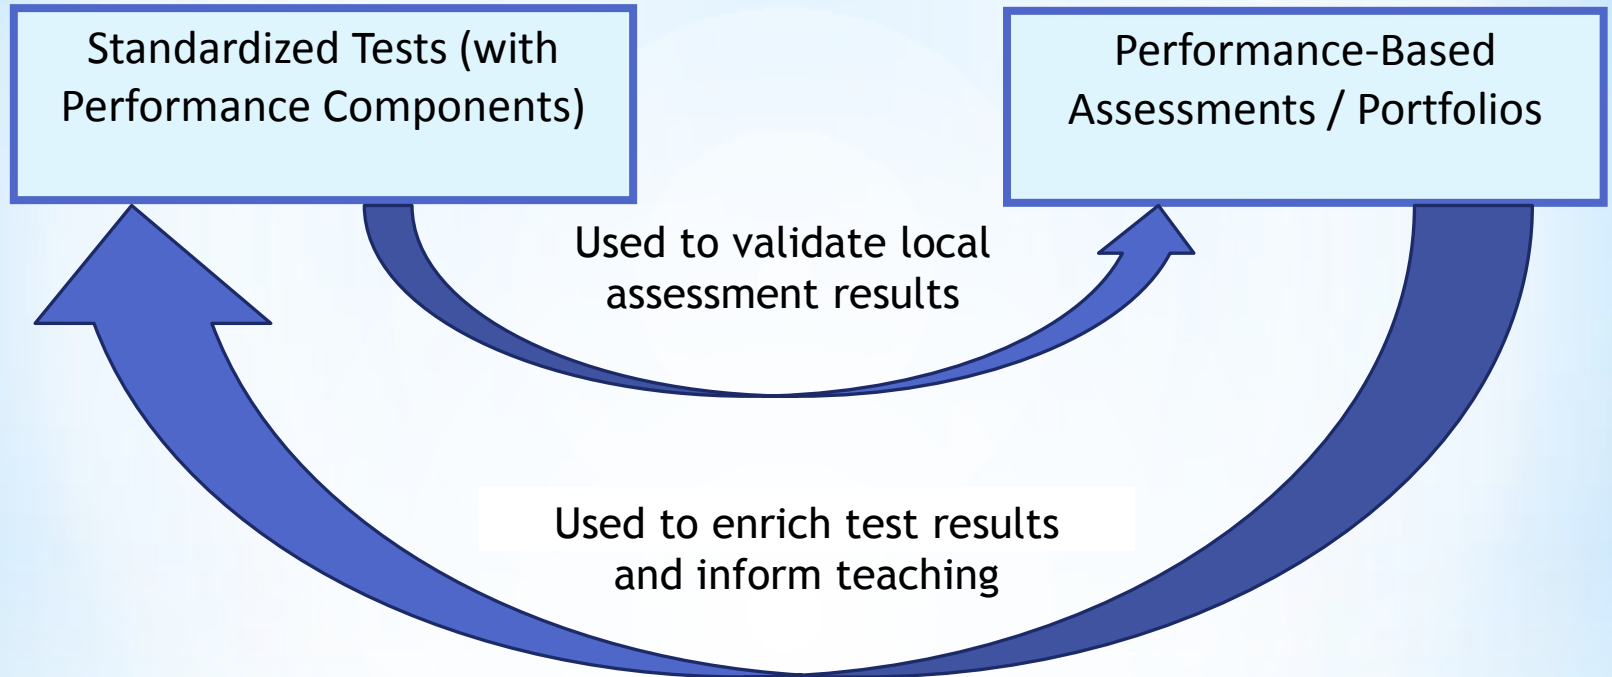 Standardized Tests (with
Performance Components)
Performance-Based
Assessments / Portfolios
Used to validate local
assessment results
Used to enrich test results
and inform teaching